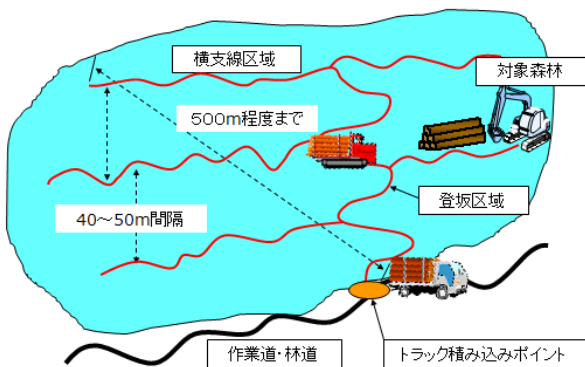 横支線区域
対象森林
500m程度まで
登坂区域
40～50m間隔
作業道・林道
トラック積み込みポイント